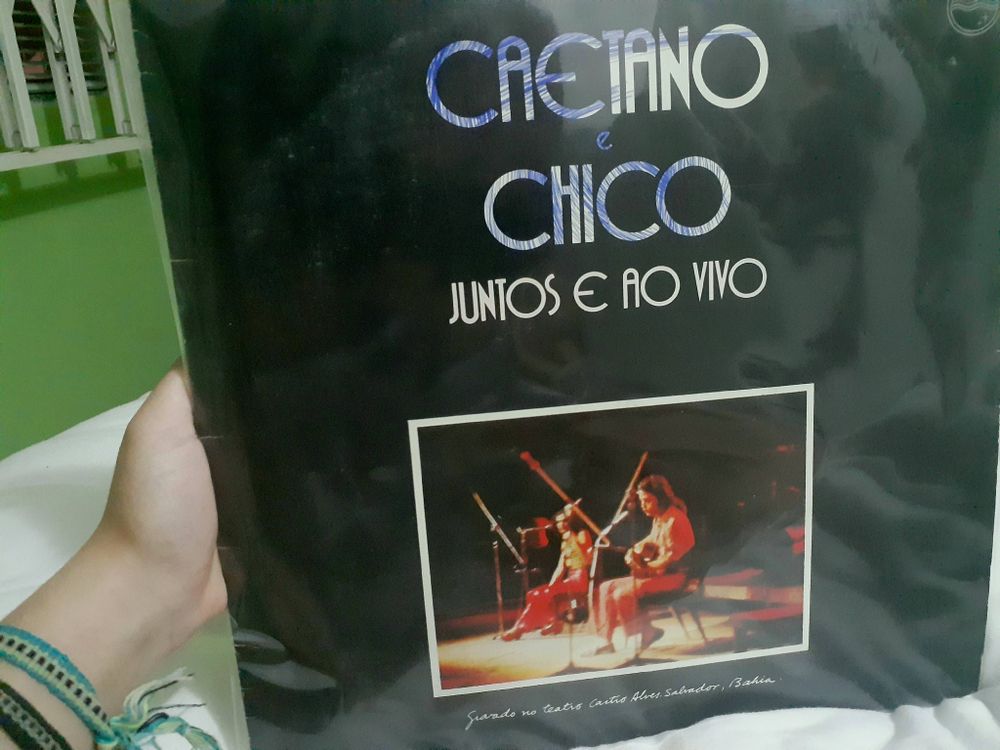 CAETANO
e
CHICO
JUNTOS E AO VIVO
Gravado no teatro Castro Alves. Salvador, Bahia